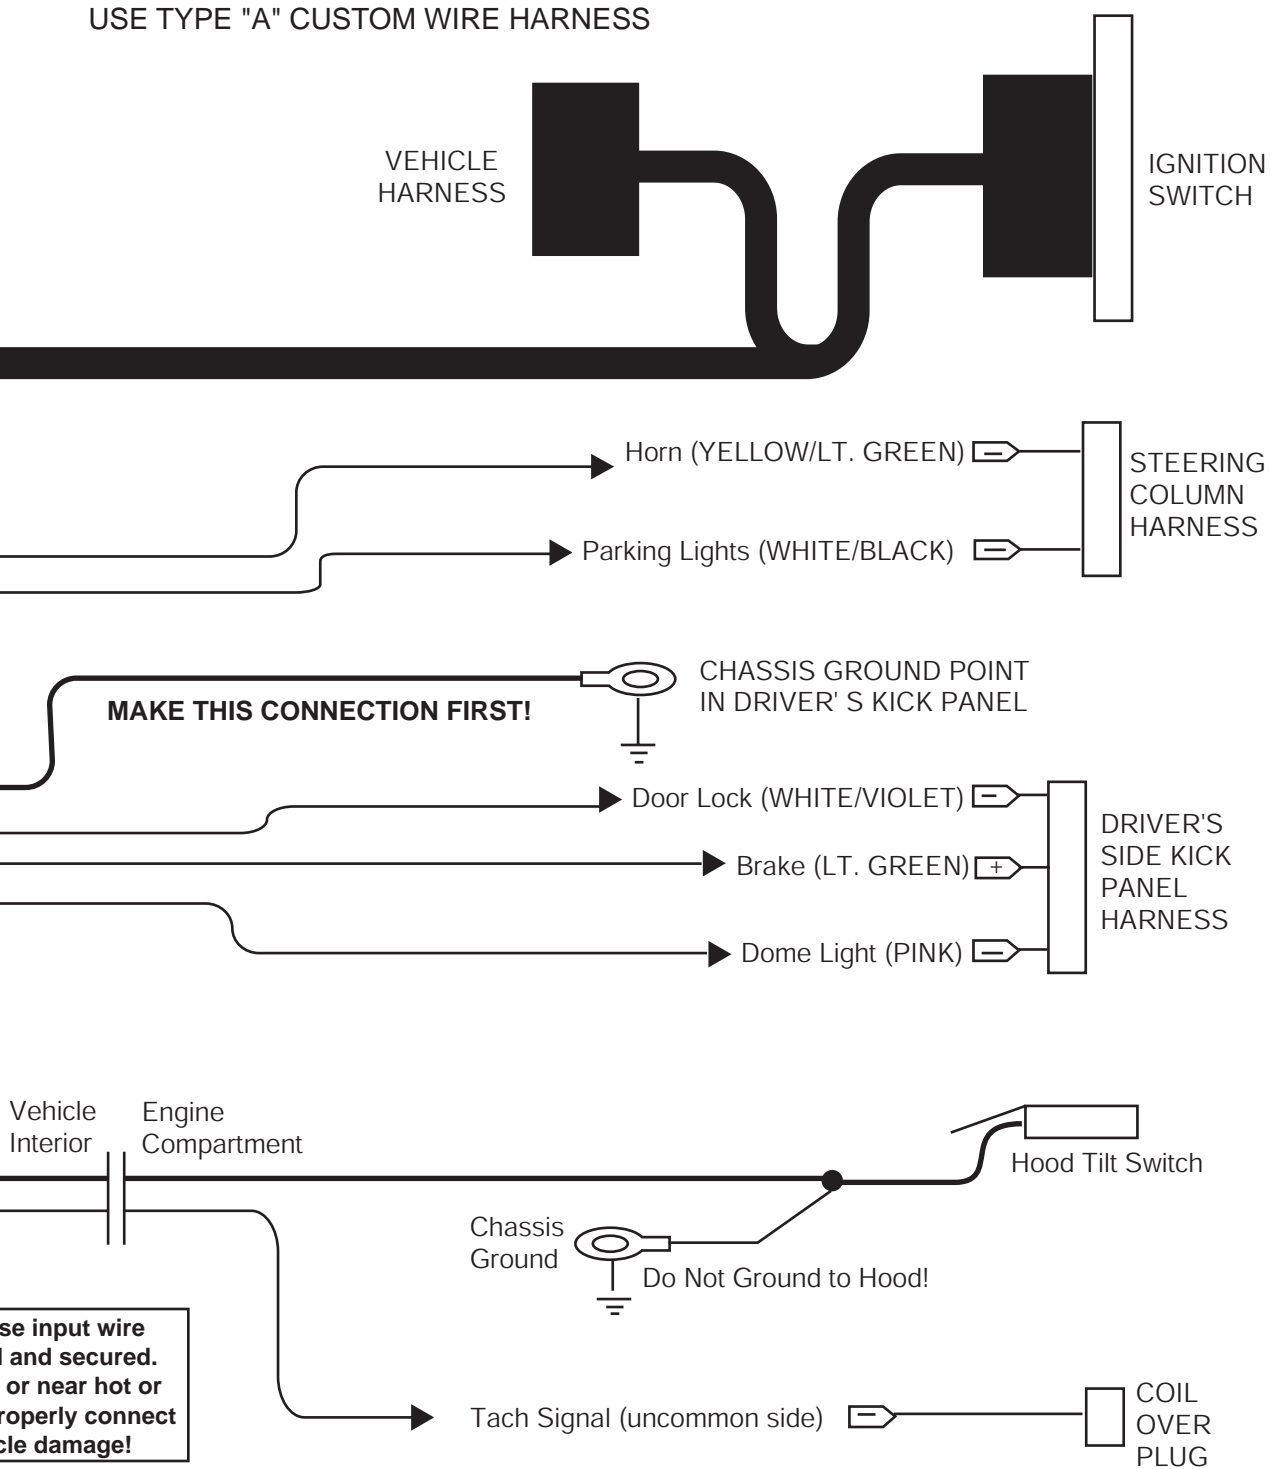 USE TYPE "A" CUSTOM WIRE HARNESS
VEHICLE
HARNESS
IGNITION
SWITCH
Horn (YELLOW/LT. GREEN)
–
STEERING
COLUMN
HARNESS
Parking Lights (WHITE/BLACK)
–
CHASSIS GROUND POINT
IN DRIVER' S KICK PANEL
MAKE THIS CONNECTION FIRST!
Door Lock (WHITE/VIOLET)
–
Brake (LT. GREEN)
+
DRIVER'S
SIDE KICK
PANEL
HARNESS
Dome Light (PINK)
–
Vehicle
Interior
Engine
Compartment
Hood Tilt Switch
Chassis
Ground
Do Not Ground to Hood!
se input wire
and secured.
or near hot or
roperly connect
cle damage!
Tach Signal (uncommon side)
–
COIL
OVER
PLUG